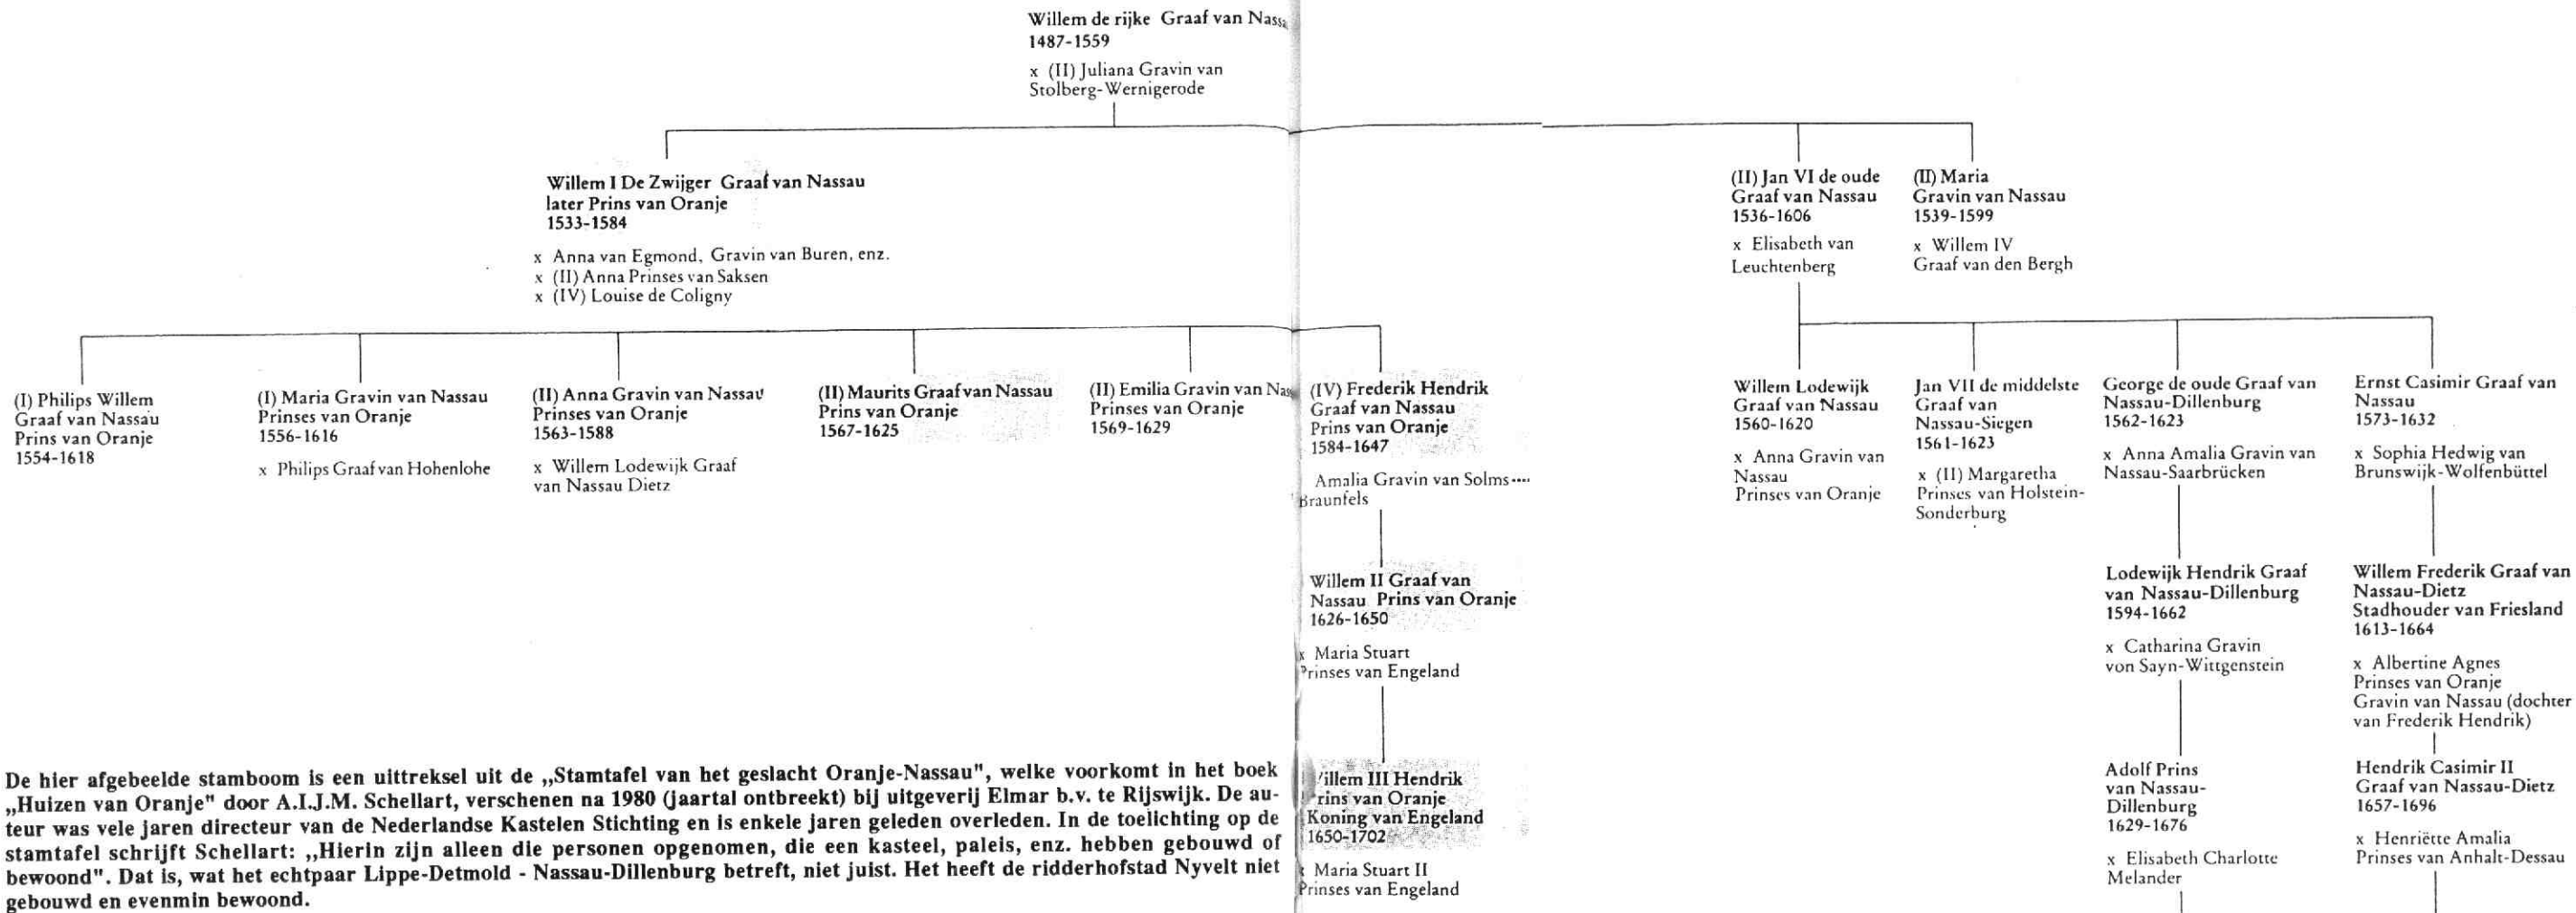 Willem de rijke Graaf van
1487-1559
x (II) Juliana Gravin van
Stolberg-Wernigerode
Willem I De Zwijger Graaf van Nassau
later Prins van Oranje
1533-1584
x Anna van Egmond, Gravin van Buren, enz.
x (II) Anna Prinses van Saksen
x (IV) Louise de Coligny
(II) Jan VI de oude
Graaf van Nassau
1536-1606
x Elisabeth van
Leuchtenberg
(II) Maria
Gravin van Nassau
1539-1599
x Willem IV
Graaf van den Bergh
(I) Philips Willem
Graaf van Nassau
Prins van Oranje
1554-1618
(I) Maria Gravin van Nassau
Prinses van Oranje
1556-1616
x Philips Graaf van Hohenlohe
(II) Anna Gravin van Nassau
Prinses van Oranje
1563-1588
x Willem Lodewijk Graaf
van Nassau Dietz
(II) Maurits Graaf van Nassau
Prins van Oranje
1567-1625
(II) Emilia Gravin van
Prinses van Oranje
1569-1629
(IV) Frederik Hendrik
Graaf van Nassau
Prins van Oranje
1584-1647
Amalia Gravin van Solms
Braunfels
Willem Lodewijk
Graaf van Nassau
1560-1620
x Anna Gravin van
Nassau
Prinses van Oranje
Jan VII de middelste
Graaf van
Nassau-Siegen
1561-1623
x (II) Margaretha
Prinses van Holstein-
Sonderburg
George de oude Graaf van
Nassau-Dillenburg
1562-1623
x Anna Amalia Gravin van
Nassau-Saarbrücken
Ernst Casimir Graaf van
Nassau
1573-1632
x Sophia Hedwig van
Brunswijk-Wolfenbüttel
Willem II Graaf van
Nassau Prins van Oranje
1626-1650
x Maria Stuart
Prinses van Engeland
Lodewijk Hendrik Graaf
van Nassau-Dillenburg
1594-1662
x Catharina Gravin
von Sayn-Wittgenstein
Willem Frederik Graaf van
Nassau-Dietz
Stadhouder van Friesland
1613-1664
x Albertine Agnes
Prinses van Oranje
Gravin van Nassau (dochter
van Frederik Hendrik)
Willem III Hendrik
Prins van Oranje
Koning van Engeland
1650-1702
x Maria Stuart II
Prinses van Engeland
Adolf Prins
van Nassau-
Dillenburg
1629-1676
x Elisabeth Charlotte
Melander
Hendrik Casimir II
Graaf van Nassau-Dietz
1657-1696
x Henriëtte Amalia
Prinses van Anhalt-Dessau
De hier afgebeelde stamboom is een uittreksel uit de „Stamtafel van het geslacht Oranje-Nassau", welke voorkomt in het boek
„Huizen van Oranje" door A.I.J.M. Schellart, verschenen na 1980 (jaartal ontbreekt) bij uitgeverij Elmar b.v. te Rijswijk. De au-
teur was vele jaren directeur van de Nederlandse Kastelen Stichting en is enkele jaren geleden overleden. In de toelichting op de
stamtafel schrijft Schellart: „Hierin zijn alleen die personen opgenomen, die een kasteel, paleis, enz. hebben gebouwd of
bewoond". Dat is, wat het echtpaar Lippe-Detmold - Nassau-Dillenburg betreft, niet juist. Het heeft de ridderhofstad Nyvelt niet
gebouwd en evenmin bewoond.